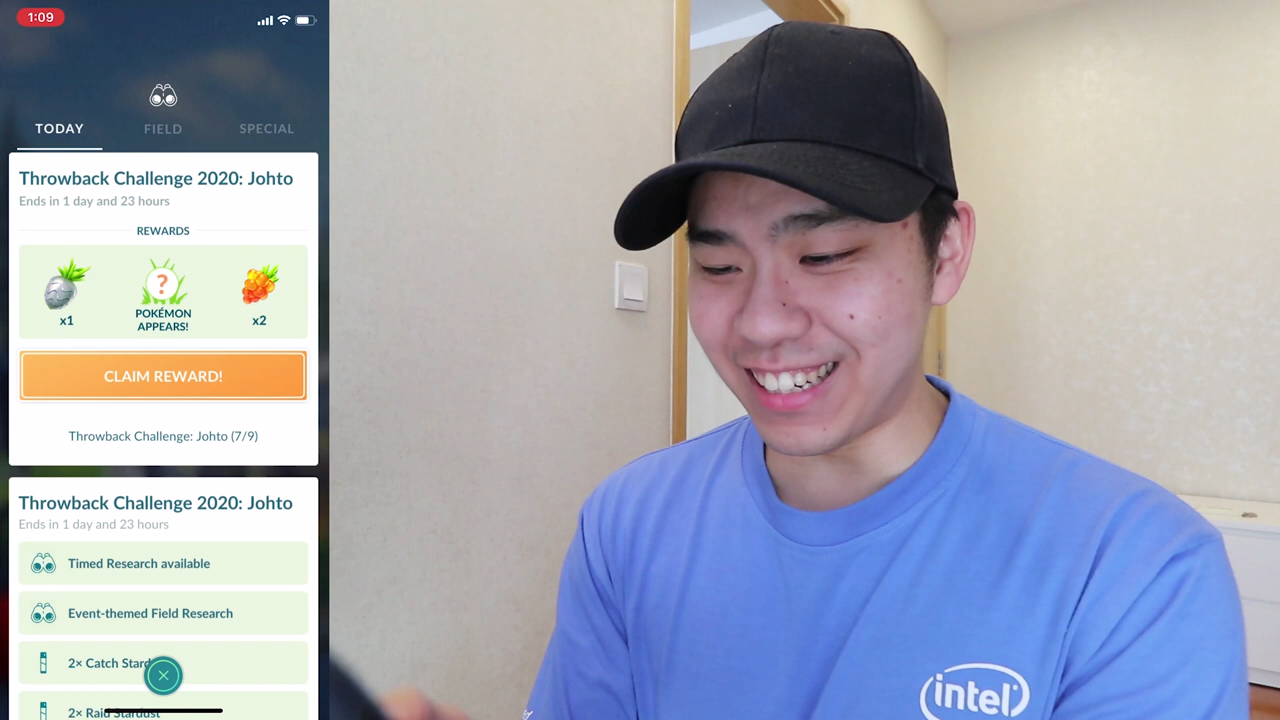 1:09
TODAY
FIELD
SPECIAL
Throwback Challenge 2020: Johto
Ends in 1 day and 23 hours
REWARDS
?
POKÉMON
APPEARS!
x1
x2
CLAIM REWARD!
Throwback Challenge: Johto (7/9)
Throwback Challenge 2020: Johto
Ends in 1 day and 23 hours
Timed Research available
Event-themed Field Research
2× Catch
2× Raid Stardust
intel